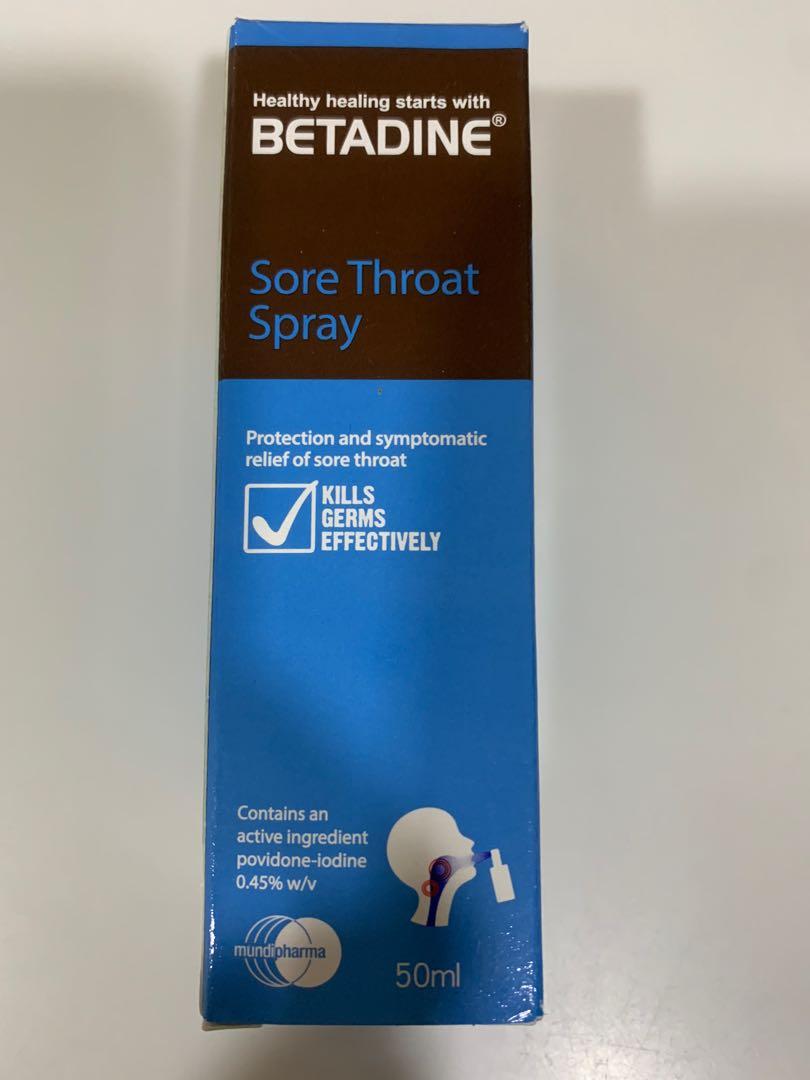 Healthy healing starts with
BETADINE®
Sore Throat
Spray
Protection and symptomatic
relief of sore throat
KILLS
GERMS
EFFECTIVELY
Contains an
active ingredient
povidone-iodine
0.45% w/v
mundipharma
50ml